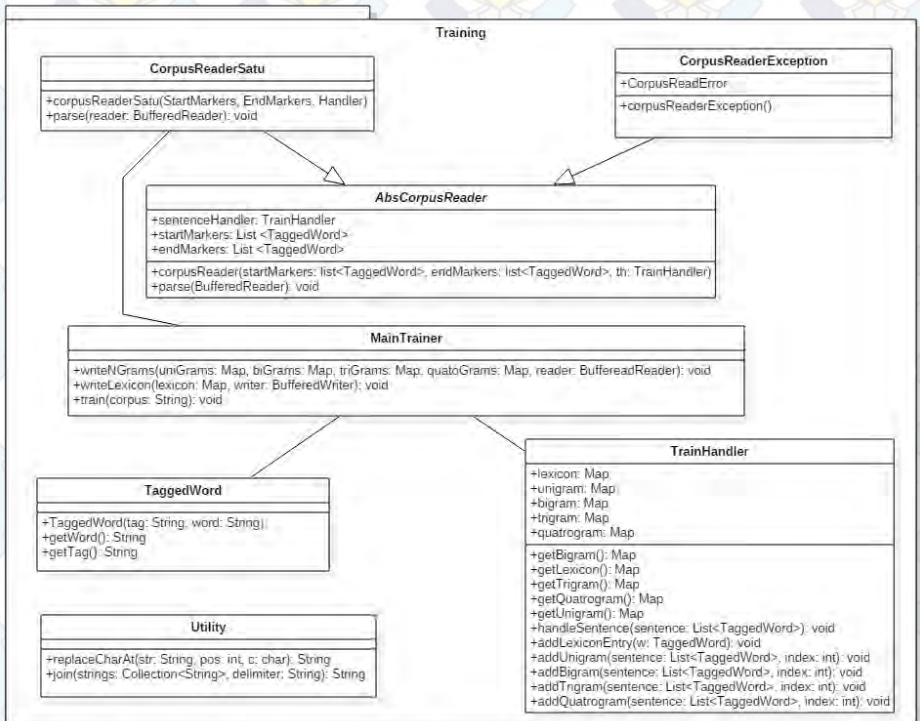 Training
CorpusReaderSatu
+corpusReaderSatu(StartMarkers, EndMarkers, Handler)
+parse(reader: BufferedReader): void
CorpusReaderException
+CorpusReadError
+corpusReaderException()
AbsCorpusReader
+sentenceHandler: TrainHandler
+startMarkers: List <TaggedWord>
+endMarkers: List <TaggedWord>
+corpusReader(startMarkers: list<TaggedWord>, endMarkers: list<TaggedWord>, th: TrainHandler)
+parse(BufferedReader): void
MainTrainer
+writeNGrams(uniGrams: Map, biGrams: Map, triGrams: Map, quatoGrams: Map, reader: BuffereadReader): void
+writeLexicon(lexicon: Map, writer: BufferedWriter): void
+train(corpus: String): void
TaggedWord
+TaggedWord(tag: String, word: String)
+getWord(): String
+getTag(): String
TrainHandler
+lexicon: Map
+unigram: Map
+bigram: Map
+trigram: Map
+quatrogram: Map
+getBigram(): Map
+getLexicon(): Map
+getTrigram(): Map
+getQuatrogram(): Map
+getUnigram(): Map
+handleSentence(sentence: List<TaggedWord>): void
+addLexiconEntry(w: TaggedWord): void
+addUnigram(sentence: List<TaggedWord>, index: int): void
+addBigram(sentence: List<TaggedWord>, index: int): void
+addTrigram(sentence: List<TaggedWord>, index: int): void
+addQuatrogram(sentence: List<TaggedWord>, index: int): void
Utility
+replaceCharAt(str: String, pos: int, c: char): String
+join(strings: Collection<String>, delimiter: String): String